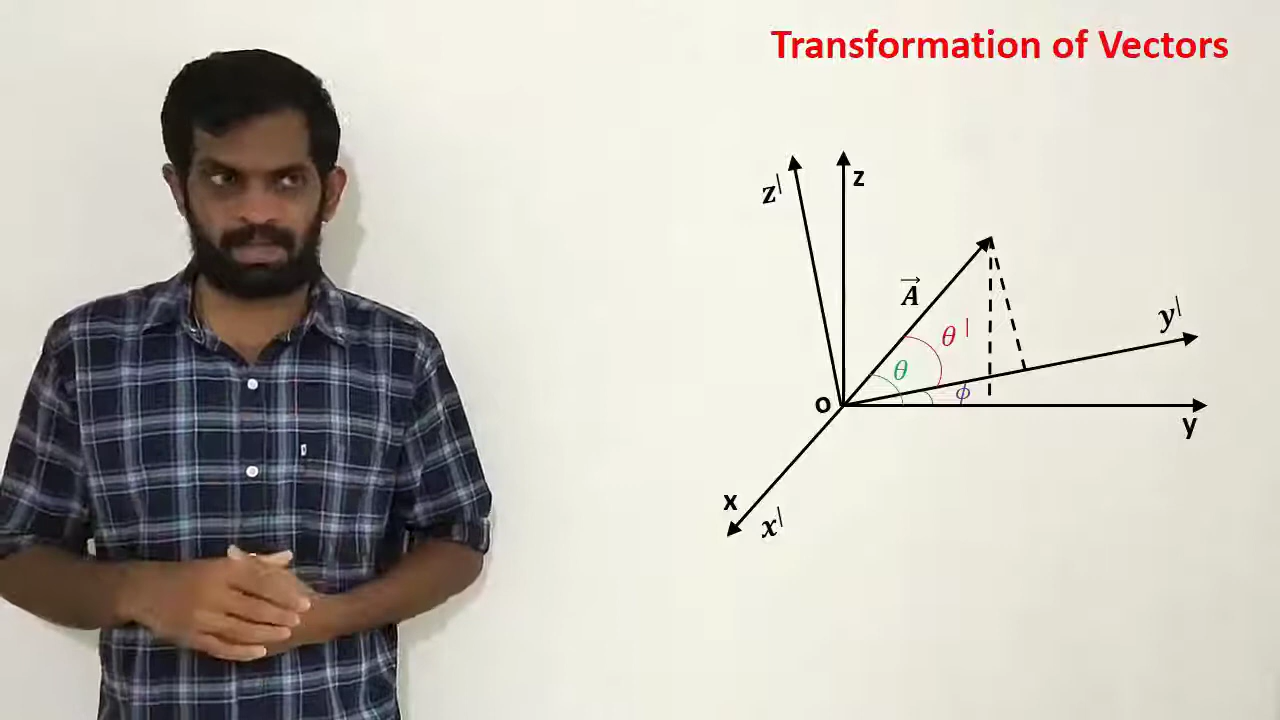 Transformation of Vectors
z|
z
A⃗
θ|
y|
θ
ϕ
o
y
x
x|